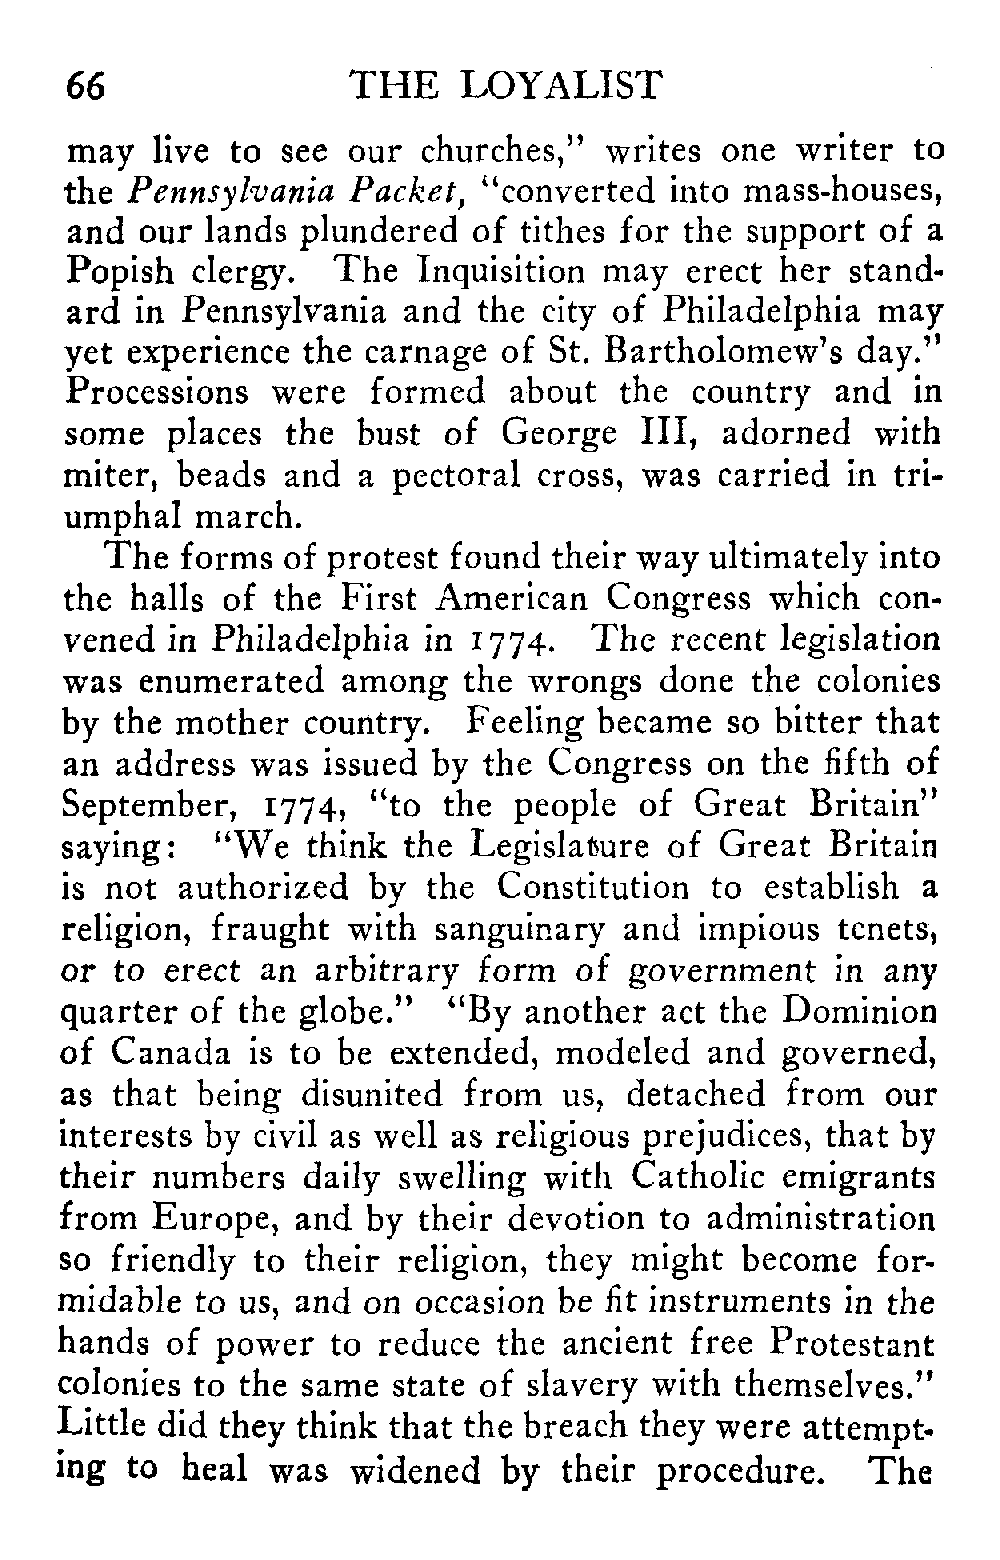 66 THE LOYALIST
may live to see our churches," writes one writer to
the Pennsylvania Packet, "converted into mass-houses,
and our lands plundered of tithes for the support of a
Popish clergy. The Inquisition may erect her stand-
ard in Pennsylvania and the city of Philadelphia may
yet experience the carnage of St. Bartholomew's day."
Processions were formed about the country and in
some places the bust of George III, adorned with
miter, beads and a pectoral cross, was carried in tri-
umphal march.
The forms of protest found their way ultimately into
the halls of the First American Congress which con-
vened in Philadelphia in 1774. The recent legislation
was enumerated among the wrongs done the colonies
by the mother country. Feeling became so bitter that
an address was issued by the Congress on the fifth of
September, 1774, "to the people of Great Britain"
saying: "We think the Legislature of Great Britain
is not authorized by the Constitution to establish a
religion, fraught with sanguinary and impious tenets,
or to erect an arbitrary form of government in any
quarter of the globe." "By another act the Dominion
of Canada is to be extended, modeled and governed,
as that being disunited from us, detached from our
interests by civil as well as religious prejudices, that by
their numbers daily swelling with Catholic emigrants
from Europe, and by their devotion to administration
so friendly to their religion, they might become for-
midable to us, and on occasion be fit instruments in the
hands of power to reduce the ancient free Protestant
colonies to the same state of slavery with themselves."
Little did they think that the breach they were attempt-
ing to heal was widened by their procedure. The